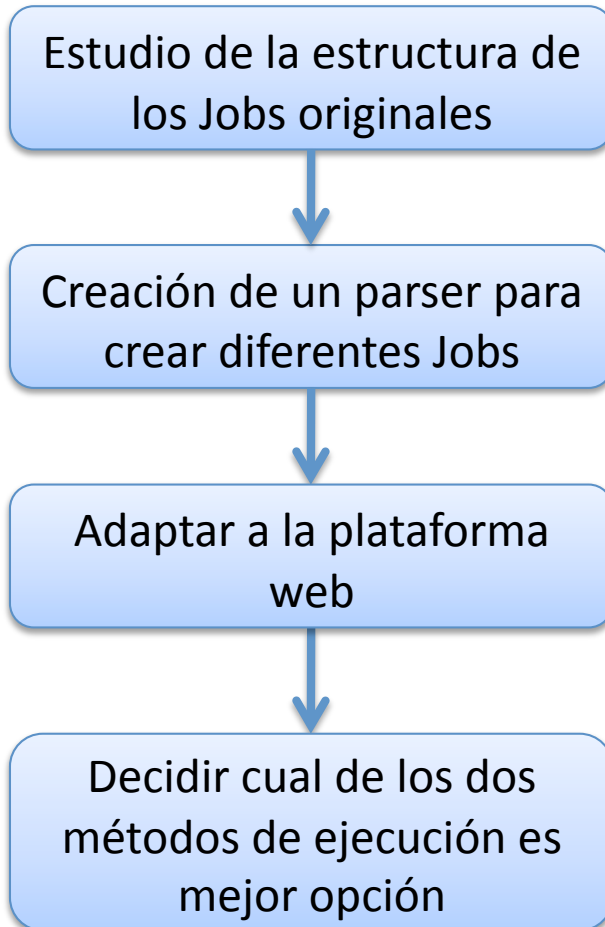 Estudio de la estructura de
los Jobs originales
Creación de un parser para
crear diferentes Jobs
Adaptar a la plataforma
web
Decidir cual de los dos
métodos de ejecución es
mejor opción